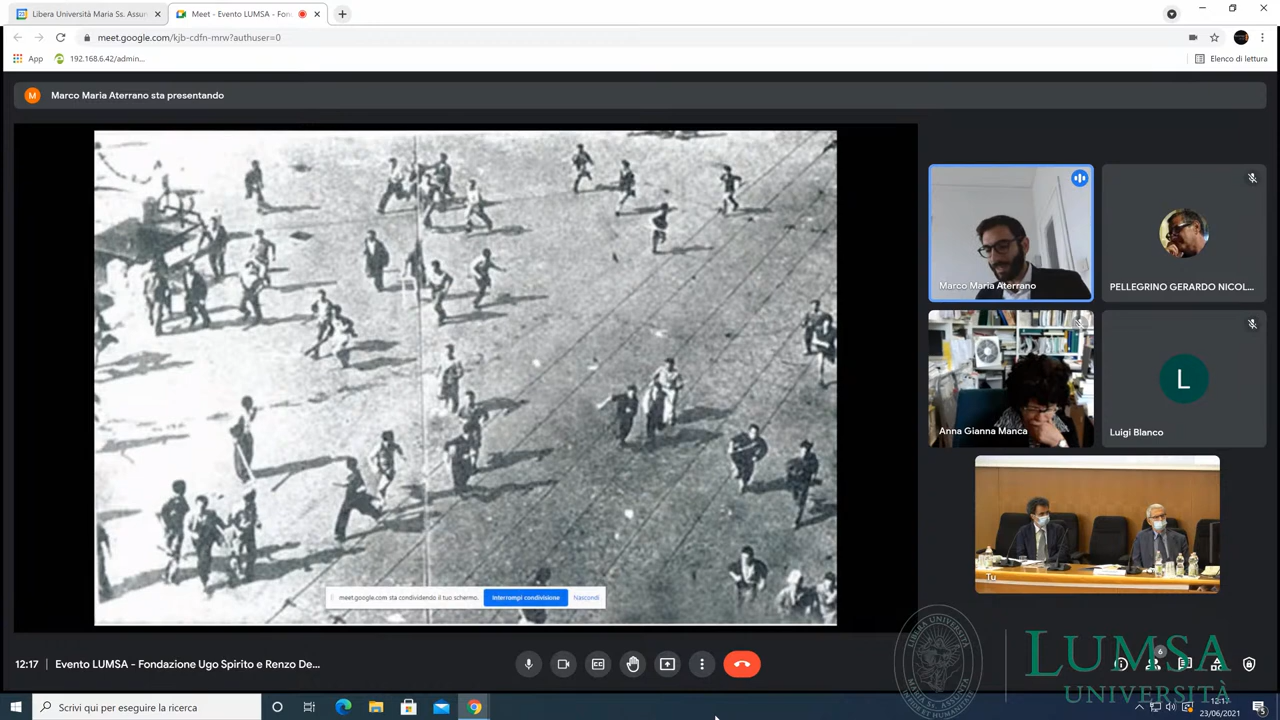 Libera Università Maria Ss. Assun
Meet - Evento LUMSA - Fon
meet.google.com/kjb-cdfn-mrw?authuser=0
App
192.168.6.42/admin...
Elenco di lettura
M
Marco Maria Aterrano sta presentando
Marco Maria Aterrano
PELLEGRINO GERARDO NICOL...
Anna Gianna Manca
L
Luigi Blanco
Tu
meet.google.com sta condividendo il tuo schermo.
Interrompi condivisione
Nascondi
12:17
Evento LUMSA - Fondazione Ugo Spirito e Renzo De...
6
LUMSA
UNIVERSITÀ
Scrivi qui per eseguire la ricerca
12:17
23/06/2021